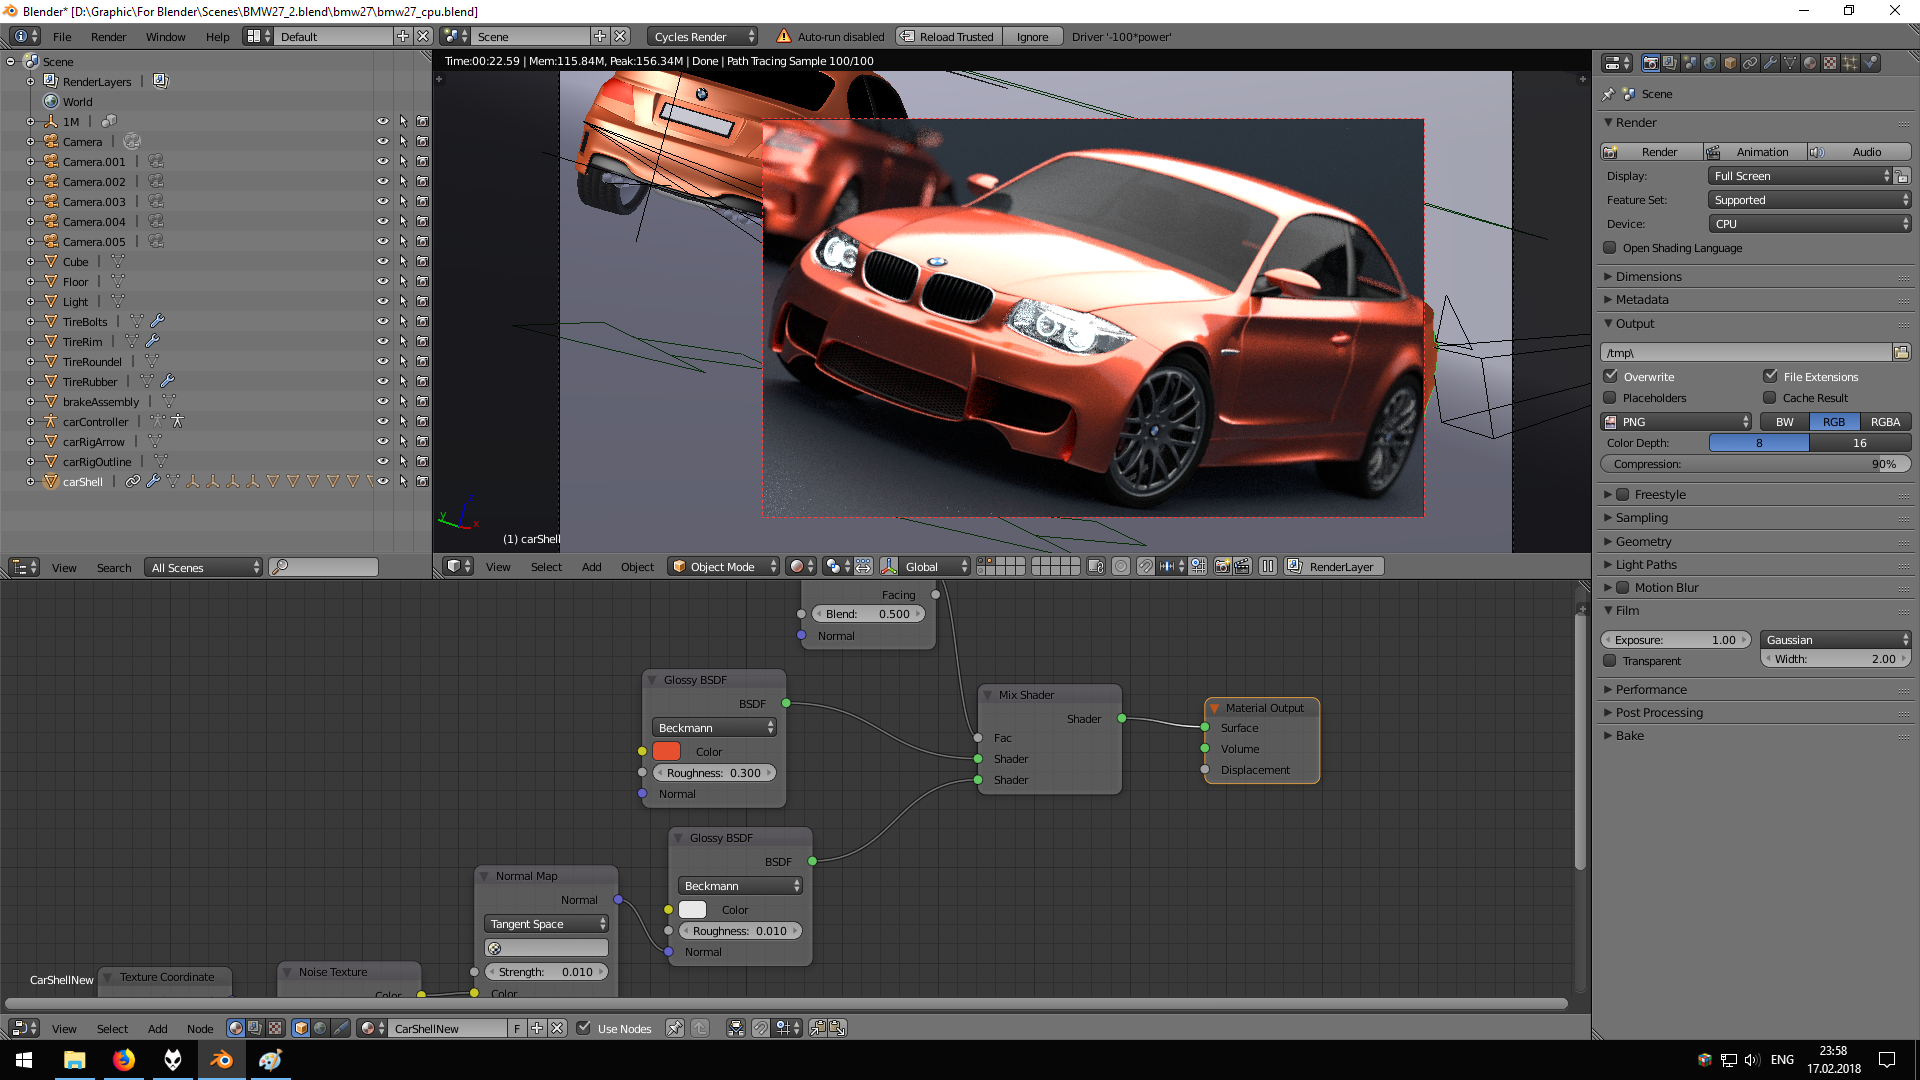 Blender* [D:\Graphic\For Blender\Scenes\BMW27_2.blend\bmw27\bmw27_cpu.blend]
File Render Window Help Default Scene Cycles Render Auto-run disabled Reload Trusted Ignore Driver '-100*power'
Time:00:22.59 | Mem:115.84M, Peak:156.34M | Done | Path Tracing Sample 100/100
Scene
RenderLayers
World
1M
Camera
Camera.001
Camera.002
Camera.003
Camera.004
Camera.005
Cube
Floor
Light
TireBolts
TireRim
TireRoundel
TireRubber
brakeAssembly
carController
carRigArrow
carRigOutline
carShell
View Search All Scenes
y
x
(1) carShell
View Select Add Object Object Mode Global RenderLayer
Scene
Render
Render Animation Audio
Display: Full Screen
Feature Set: Supported
Device: CPU
Open Shading Language
Dimensions
Metadata
Output
/tmp\
Overwrite File Extensions
Placeholders Cache Result
PNG BW RGB RGBA
Color Depth: 8 16
Compression: 90%
Freestyle
Sampling
Geometry
Light Paths
Motion Blur
Film
Exposure: 1.00 Gaussian
Transparent Width: 2.00
Performance
Post Processing
Bake
Facing
Blend: 0.500
Normal
Glossy BSDF
BSDF
Beckmann
Color
Roughness: 0.300
Normal
Mix Shader
Shader
Fac
Shader
Shader
Material Output
Surface
Volume
Displacement
Glossy BSDF
BSDF
Beckmann
Color
Roughness: 0.010
Normal
Normal Map
Normal
Tangent Space
Strength: 0.010
Color
Noise Texture
Color
Texture Coordinate
CarShellNew
View Select Add Node CarShellNew F Use Nodes
ENG
23:58
17.02.2018